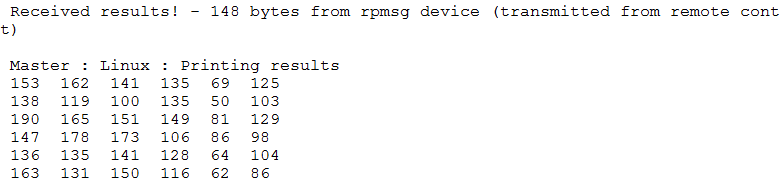 Received results! - 148 bytes from rpmsg device (transmitted from remote cont
t)
Master : Linux : Printing results
153 162 141 135 69 125
138 119 100 135 50 103
190 165 151 149 81 129
147 178 173 106 86 98
136 135 141 128 64 104
163 131 150 116 62 86